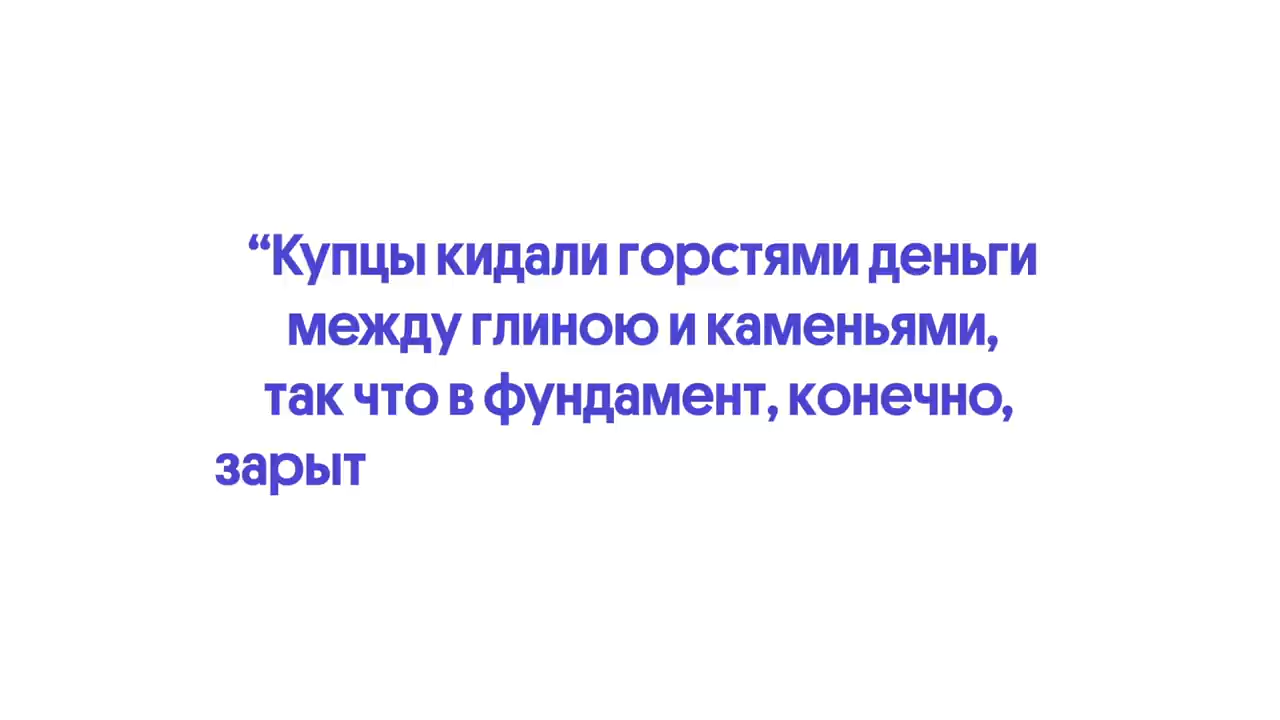 “Купцы кидали горстями деньги
между глиною и каменьями,
так что в фундамент, конечно,
зарыт